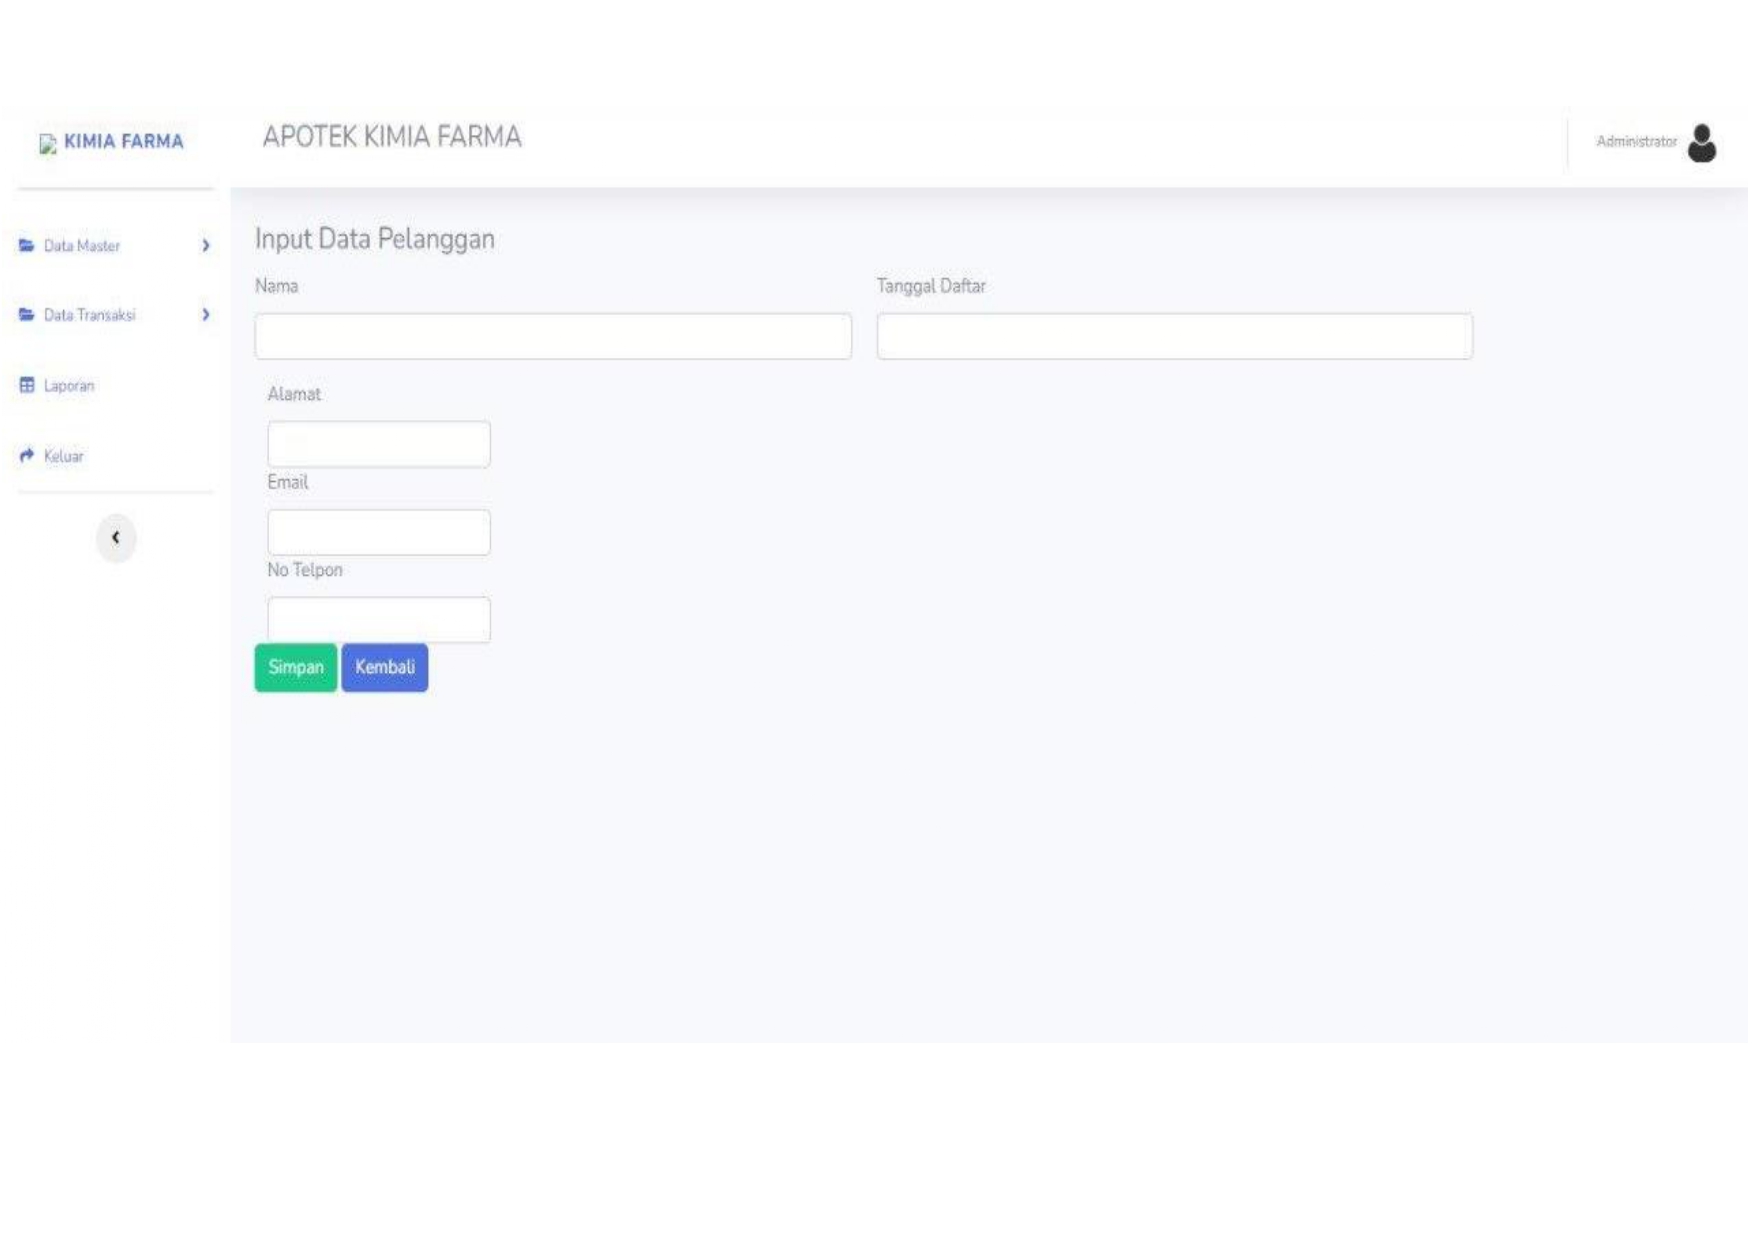 KIMIA FARMA
APOTEK KIMIA FARMA
Administrator
Data Master
Data Transaksi
Laporan
Keluar
Input Data Pelanggan
Nama
Tanggal Daftar
Alamat
Email
No Telpon
Simpan
Kembali